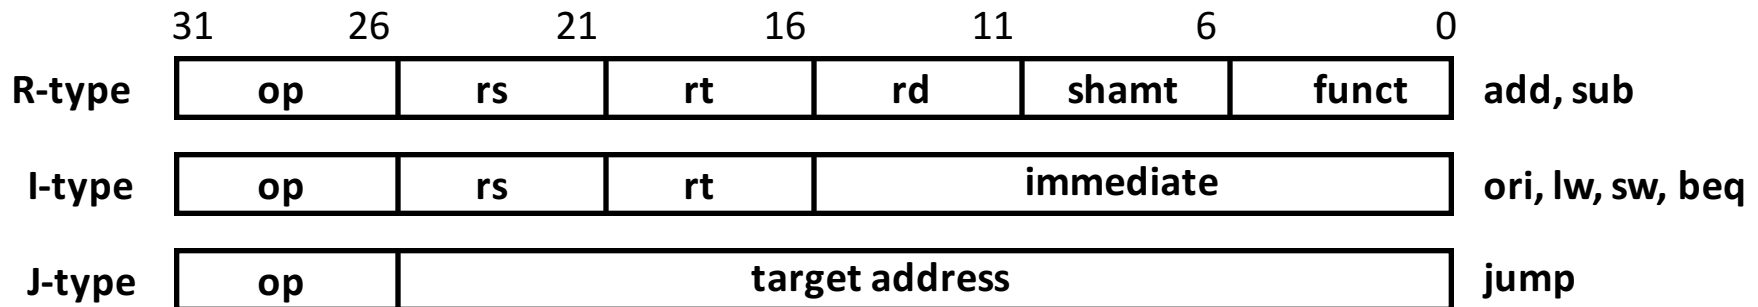 31 26 21 16 11 6 0
R-type op rs rt rd shamt funct add, sub
I-type op rs rt immediate ori, lw, sw, beq
J-type op target address jump